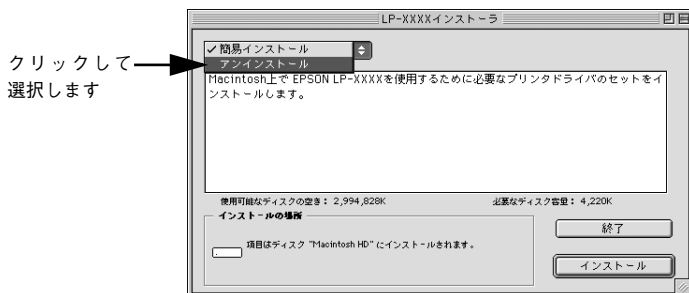 LP-XXXXインストーラ
✓簡易インストール
アンインストール
クリックして
選択します
Macintosh上で EPSON LP-XXXXを使用するために必要なプリンタドライバのセットをイ
ンストールします。
使用可能なディスクの空き： 2,994,828K 必要なディスク容量： 4,220K
インストールの場所
項目はディスク “Macintosh HD” にインストールされます。
終了
インストール